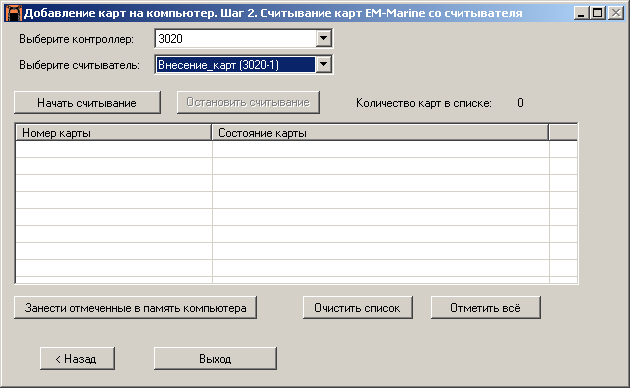 Добавление карт на компьютер. Шаг 2. Считывание карт EM-Marine со считывателя
Выберите контроллер: 3020
Выберите считыватель: Внесение_карт (3020-1)
Начать считывание Остановить считывание Количество карт в списке: 0
Номер карты Состояние карты
Занести отмеченные в память компьютера Очистить список Отметить всё
< Назад Выход